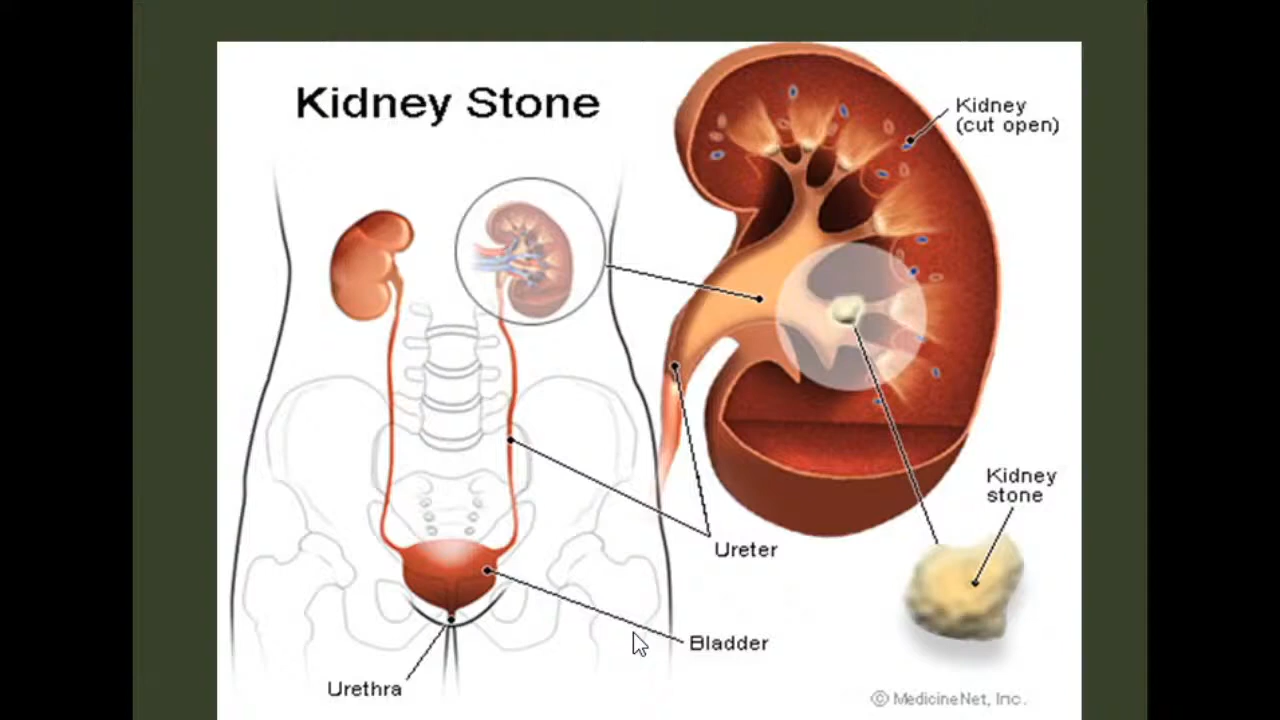 Kidney Stone
Kidney
(cut open)
Kidney
stone
Ureter
Bladder
Urethra
© MedicineNet, Inc.